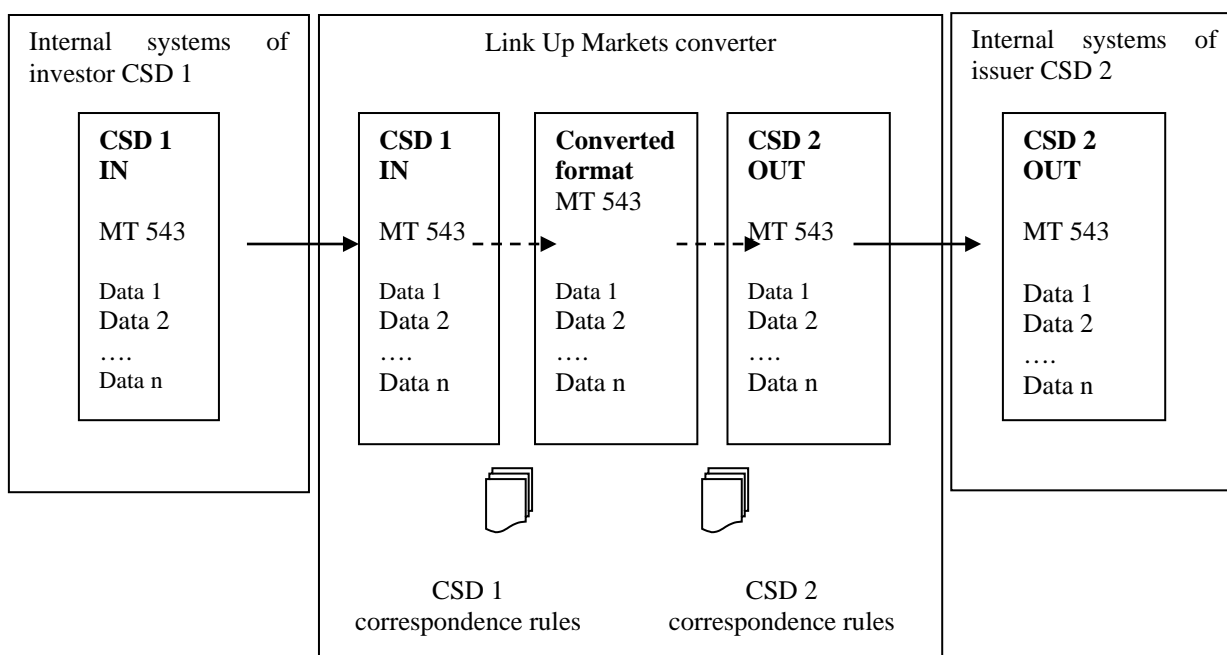 Internal systems of
investor CSD 1
CSD 1
IN
MT 543
Data 1
Data 2
….
Data n
Link Up Markets converter
CSD 1
IN
MT 543
Data 1
Data 2
….
Data n
Converted
format
MT 543
Data 1
Data 2
….
Data n
CSD 2
OUT
MT 543
Data 1
Data 2
….
Data n
CSD 1
correspondence rules
CSD 2
correspondence rules
Internal systems of
issuer CSD 2
CSD 2
OUT
MT 543
Data 1
Data 2
….
Data n